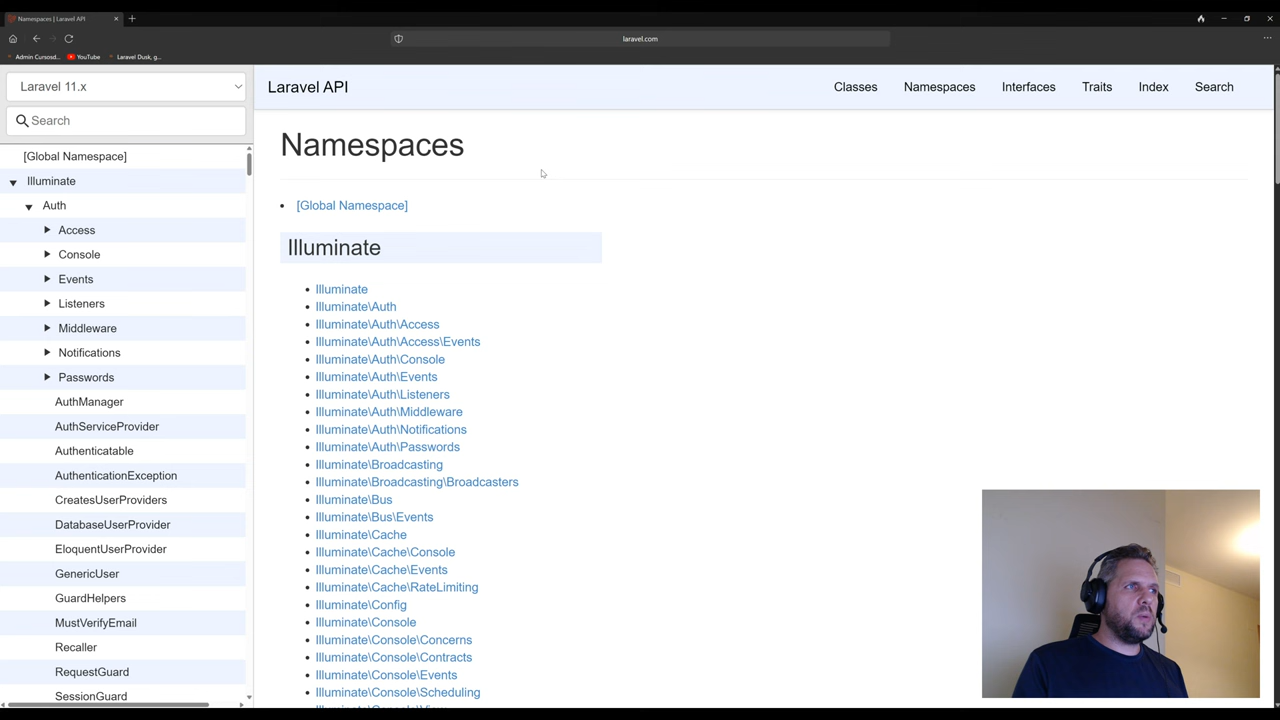 Namespaces | Laravel API
laravel.com
Admin Cursosd...
YouTube
Laravel Dusk, g...
Laravel 11.x
Search
[Global Namespace]
Illuminate
Auth
Access
Console
Events
Listeners
Middleware
Notifications
Passwords
AuthManager
AuthServiceProvider
Authenticatable
AuthenticationException
CreatesUserProviders
DatabaseUserProvider
EloquentUserProvider
GenericUser
GuardHelpers
MustVerifyEmail
Recaller
RequestGuard
SessionGuard
Laravel API
Classes
Namespaces
Interfaces
Traits
Index
Search
Namespaces
[Global Namespace]
Illuminate
Illuminate
Illuminate\Auth
Illuminate\Auth\Access
Illuminate\Auth\Access\Events
Illuminate\Auth\Console
Illuminate\Auth\Events
Illuminate\Auth\Listeners
Illuminate\Auth\Middleware
Illuminate\Auth\Notifications
Illuminate\Auth\Passwords
Illuminate\Broadcasting
Illuminate\Broadcasting\Broadcasters
Illuminate\Bus
Illuminate\Bus\Events
Illuminate\Cache
Illuminate\Cache\Console
Illuminate\Cache\Events
Illuminate\Cache\RateLimiting
Illuminate\Config
Illuminate\Console
Illuminate\Console\Concerns
Illuminate\Console\Contracts
Illuminate\Console\Events
Illuminate\Console\Scheduling